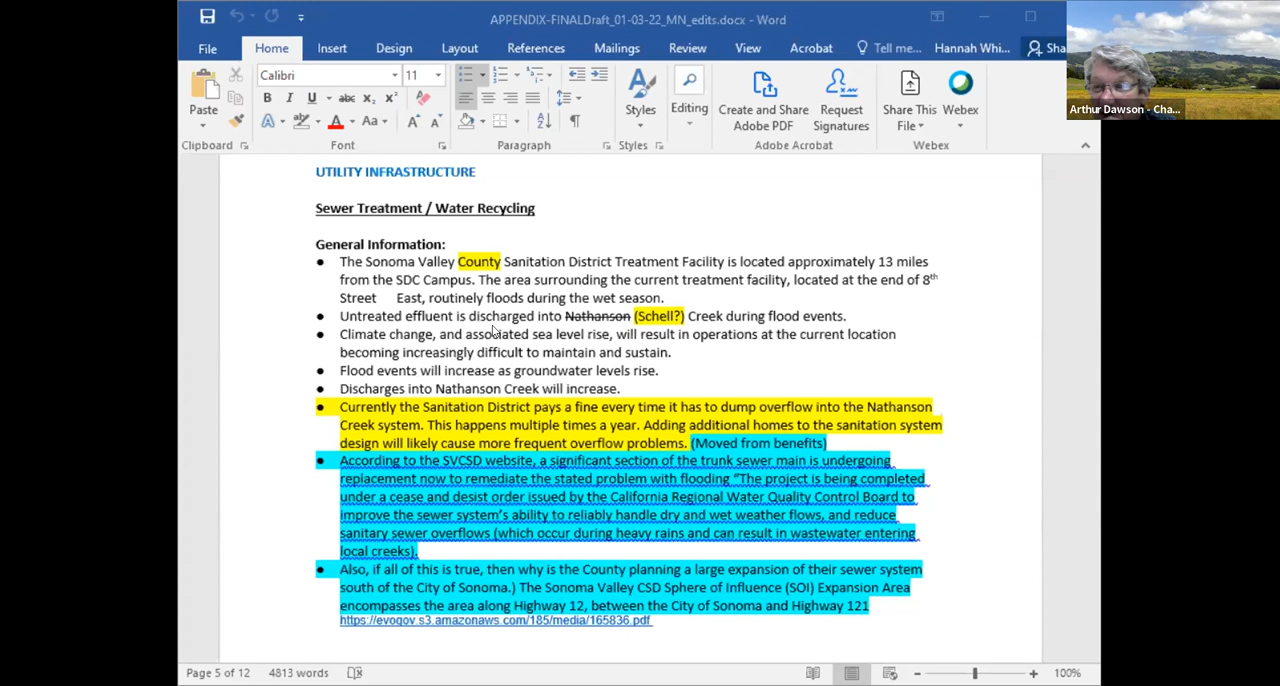 APPENDIX-FINALDraft_01-03-22_MN_edits.docx - Word
File Home Insert Design Layout References Mailings Review View Acrobat Tell me... Hannah Whi... Sha
Arthur Dawson - Cha...
Calibri 11
Paste
B I U abc X₂ X²
A Aa A A
Styles
Editing
Create and Share
Adobe PDF
Request
Signatures
Share This
File
Webex
Clipboard Font Paragraph Styles Adobe Acrobat Webex
UTILITY INFRASTRUCTURE
Sewer Treatment / Water Recycling
General Information:
● The Sonoma Valley County Sanitation District Treatment Facility is located approximately 13 miles
from the SDC Campus. The area surrounding the current treatment facility, located at the end of 8th
Street East, routinely floods during the wet season.
● Untreated effluent is discharged into Nathanson (Schell?) Creek during flood events.
● Climate change, and associated sea level rise, will result in operations at the current location
becoming increasingly difficult to maintain and sustain.
● Flood events will increase as groundwater levels rise.
● Discharges into Nathanson Creek will increase.
● Currently the Sanitation District pays a fine every time it has to dump overflow into the Nathanson
Creek system. This happens multiple times a year. Adding additional homes to the sanitation system
design will likely cause more frequent overflow problems. (Moved from benefits)
● According to the SVCSD website, a significant section of the trunk sewer main is undergoing
replacement now to remediate the stated problem with flooding "The project is being completed
under a cease and desist order issued by the California Regional Water Quality Control Board to
improve the sewer system's ability to reliably handle dry and wet weather flows, and reduce
sanitary sewer overflows (which occur during heavy rains and can result in wastewater entering
local creeks).
● Also, if all of this is true, then why is the County planning a large expansion of their sewer system
south of the City of Sonoma.) The Sonoma Valley CSD Sphere of Influence (SOI) Expansion Area
encompasses the area along Highway 12, between the City of Sonoma and Highway 121
https://evogov.s3.amazonaws.com/185/media/165836.pdf
Page 5 of 12 4813 words 100%